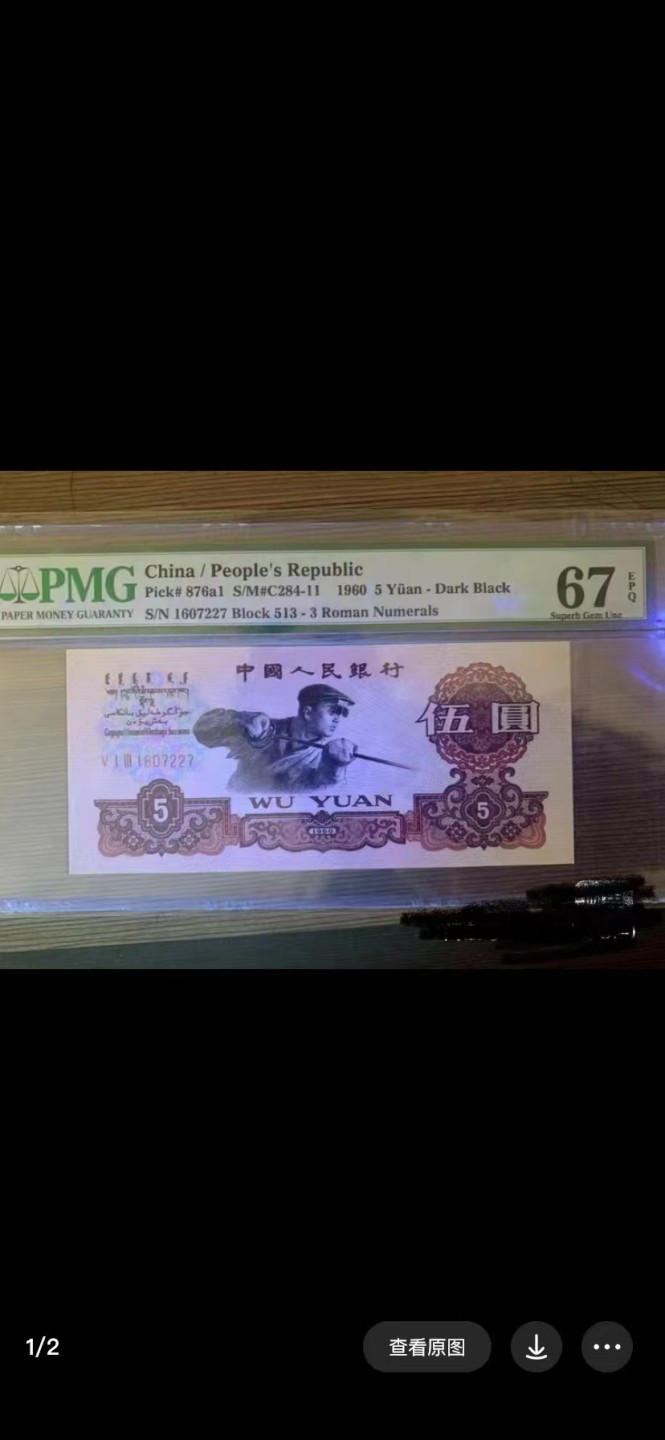 PMG
PAPER MONEY GUARANTY
China / People's Republic
Pick# 876a1 S/M#C284-11 1960 5 Yüan - Dark Black
S/N 1607227 Block 513 - 3 Roman Numerals
67
EPQ
Superb Gem Unc
中國人民銀行
伍圓
V I III 1607227
5
WU YUAN
1960
5
1/2
查看原图